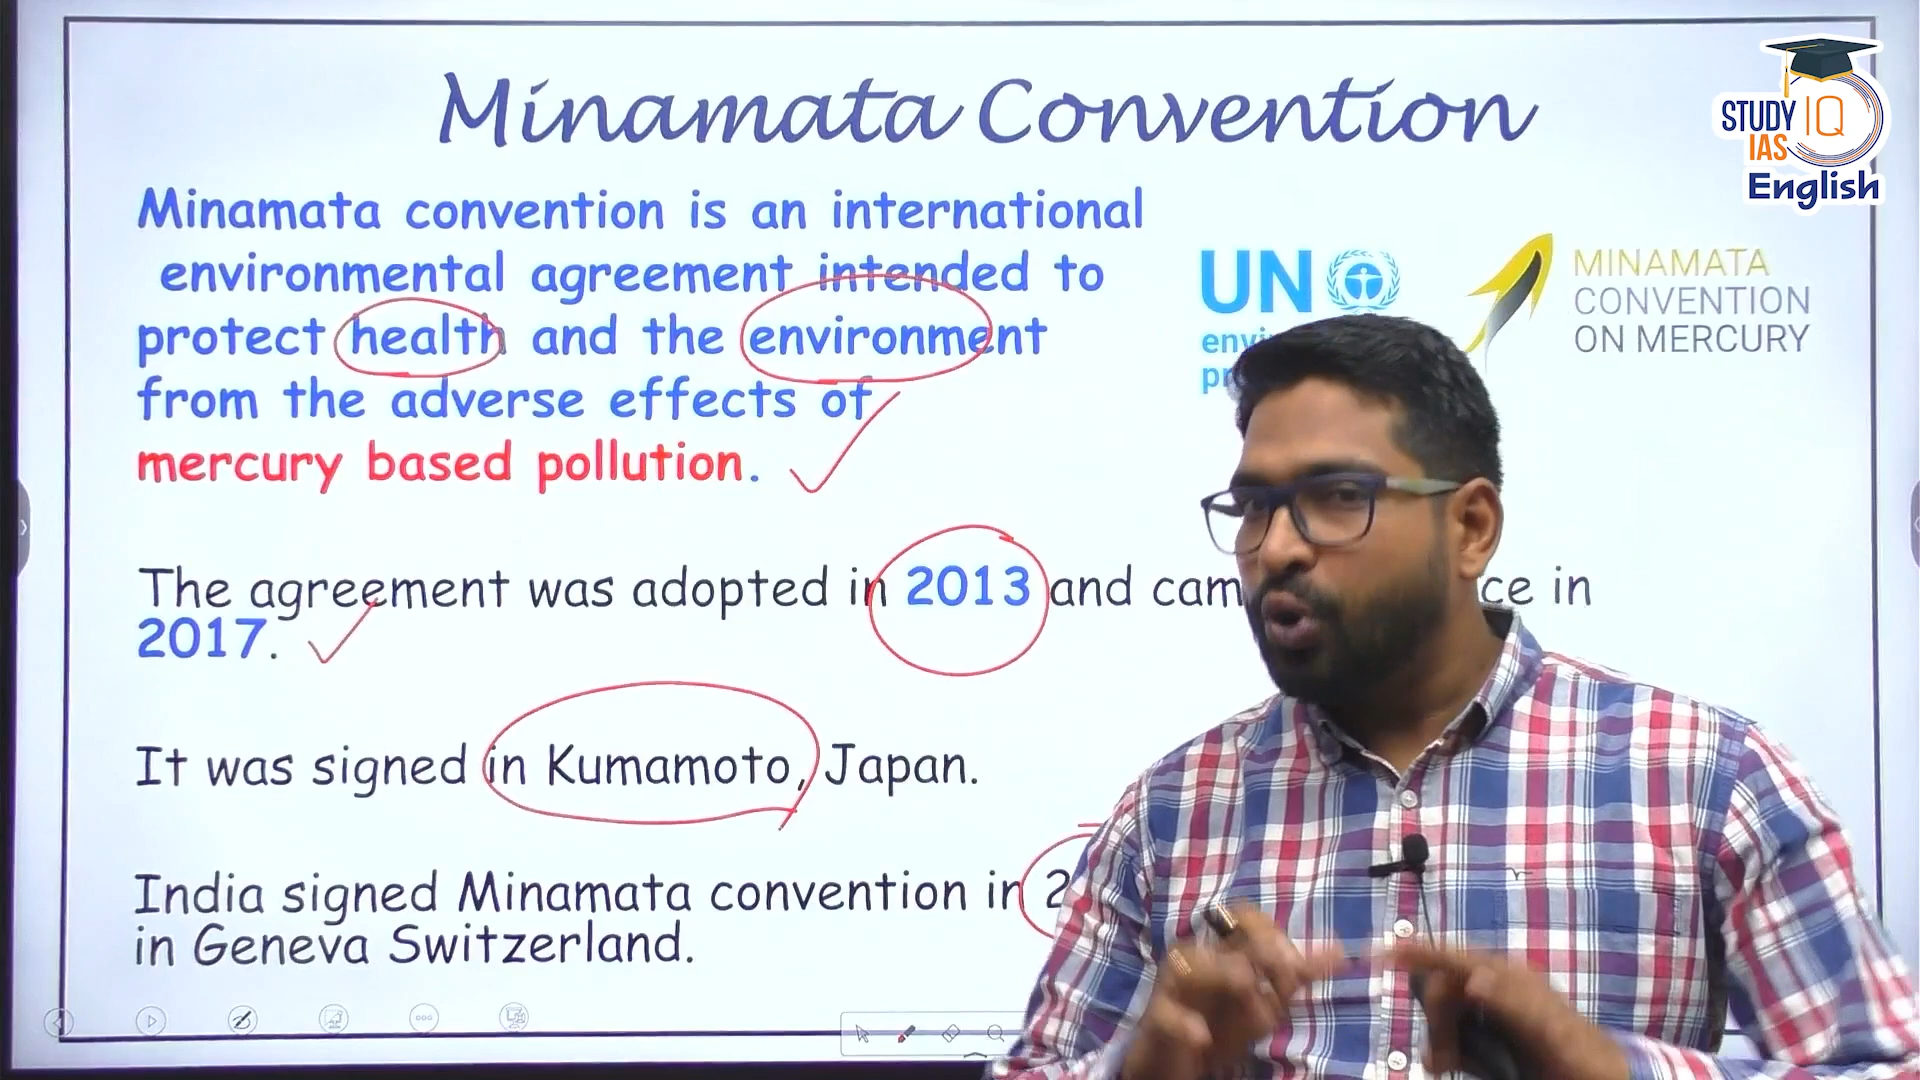 Minamata Convention
STUDY IQ
IAS
English
Minamata convention is an international
environmental agreement intended to
protect health and the environment
from the adverse effects of
mercury based pollution.
UN
MINAMATA
CONVENTION
ON MERCURY
The agreement was adopted in 2013 and ce in
2017.
It was signed in Kumamoto, Japan.
India signed Minamata convention in
in Geneva Switzerland.